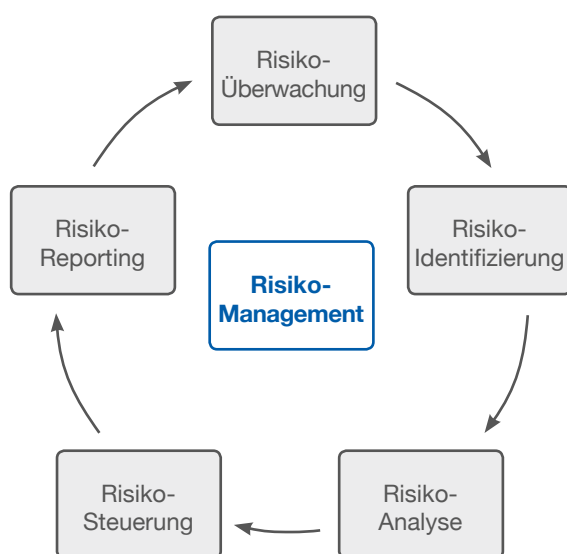 Risiko-
Überwachung
Risiko-
Reporting
Risiko-
Identifizierung
Risiko-
Management
Risiko-
Steuerung
Risiko-
Analyse